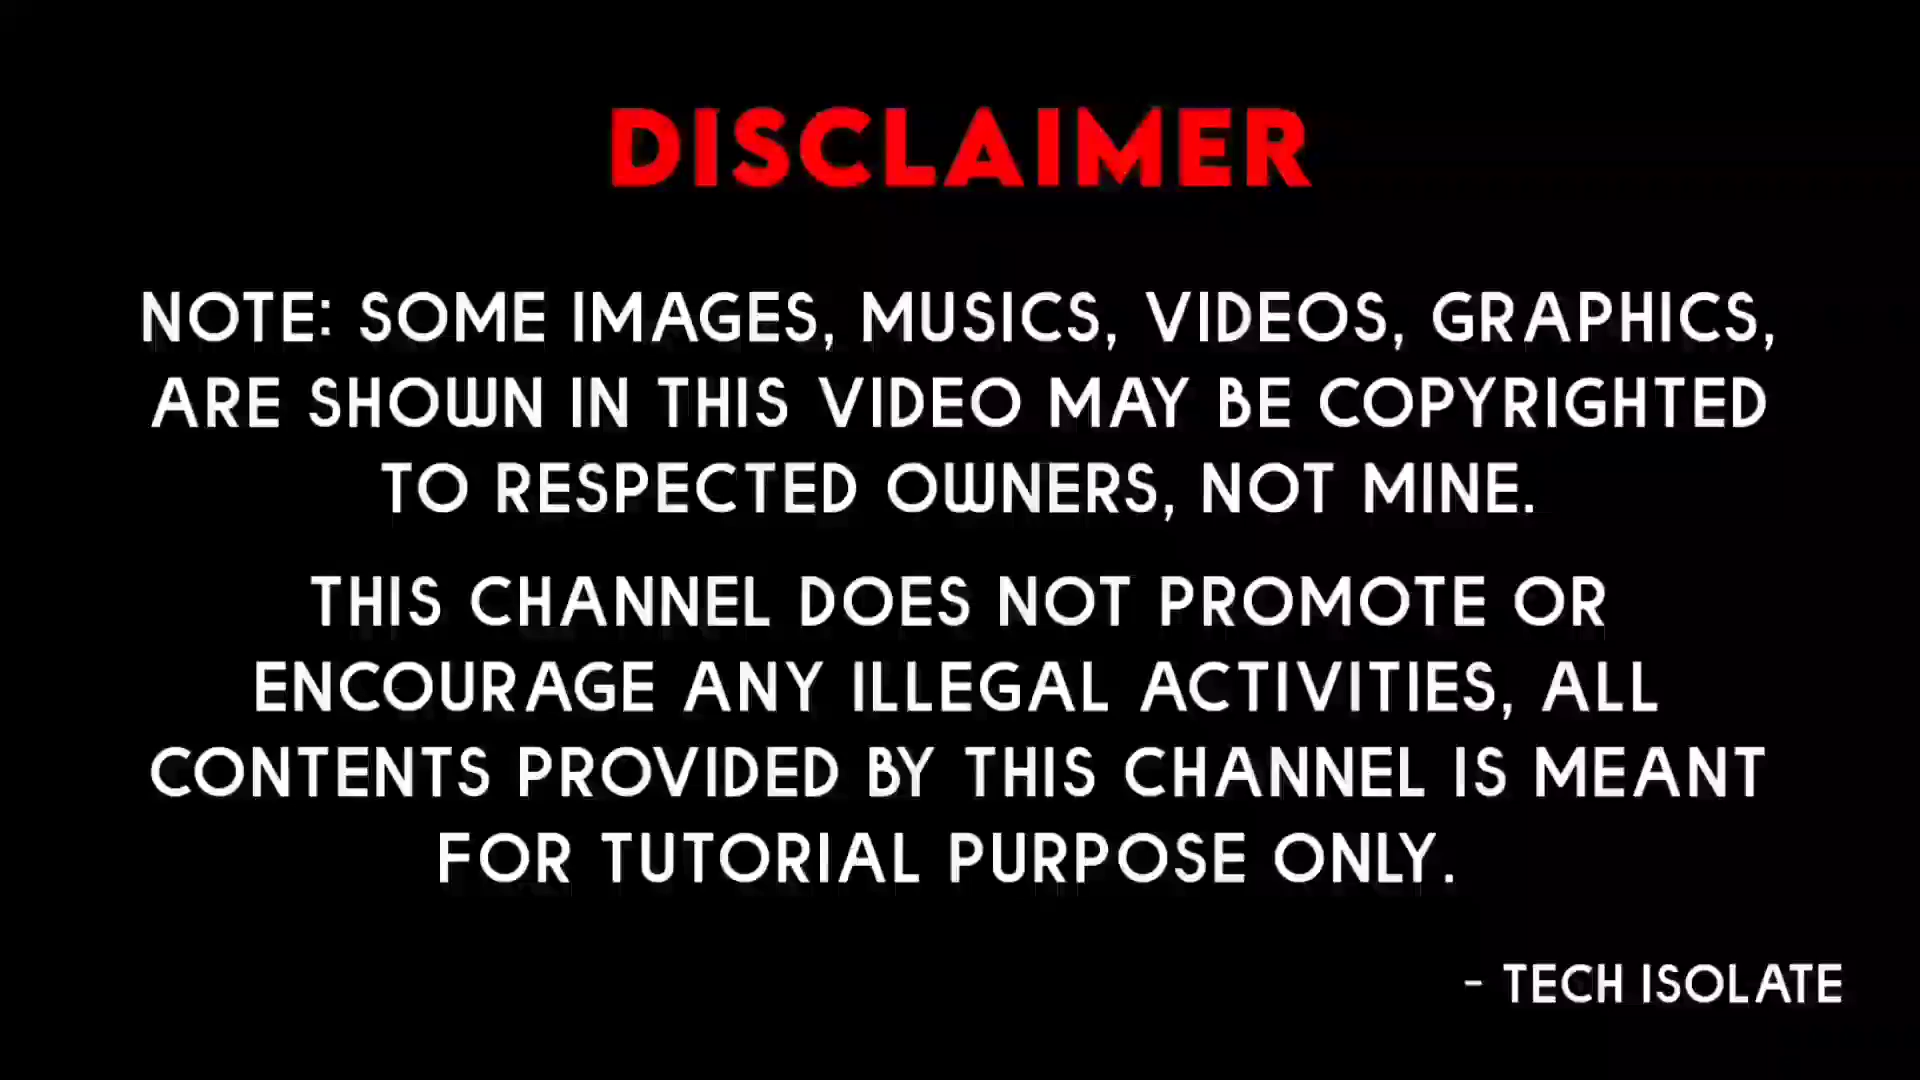 DISCLAIMER
NOTE: SOME IMAGES, MUSICS, VIDEOS, GRAPHICS,
ARE SHOWN IN THIS VIDEO MAY BE COPYRIGHTED
TO RESPECTED OWNERS, NOT MINE.
THIS CHANNEL DOES NOT PROMOTE OR
ENCOURAGE ANY ILLEGAL ACTIVITIES, ALL
CONTENTS PROVIDED BY THIS CHANNEL IS MEANT
FOR TUTORIAL PURPOSE ONLY.
- TECH ISOLATE